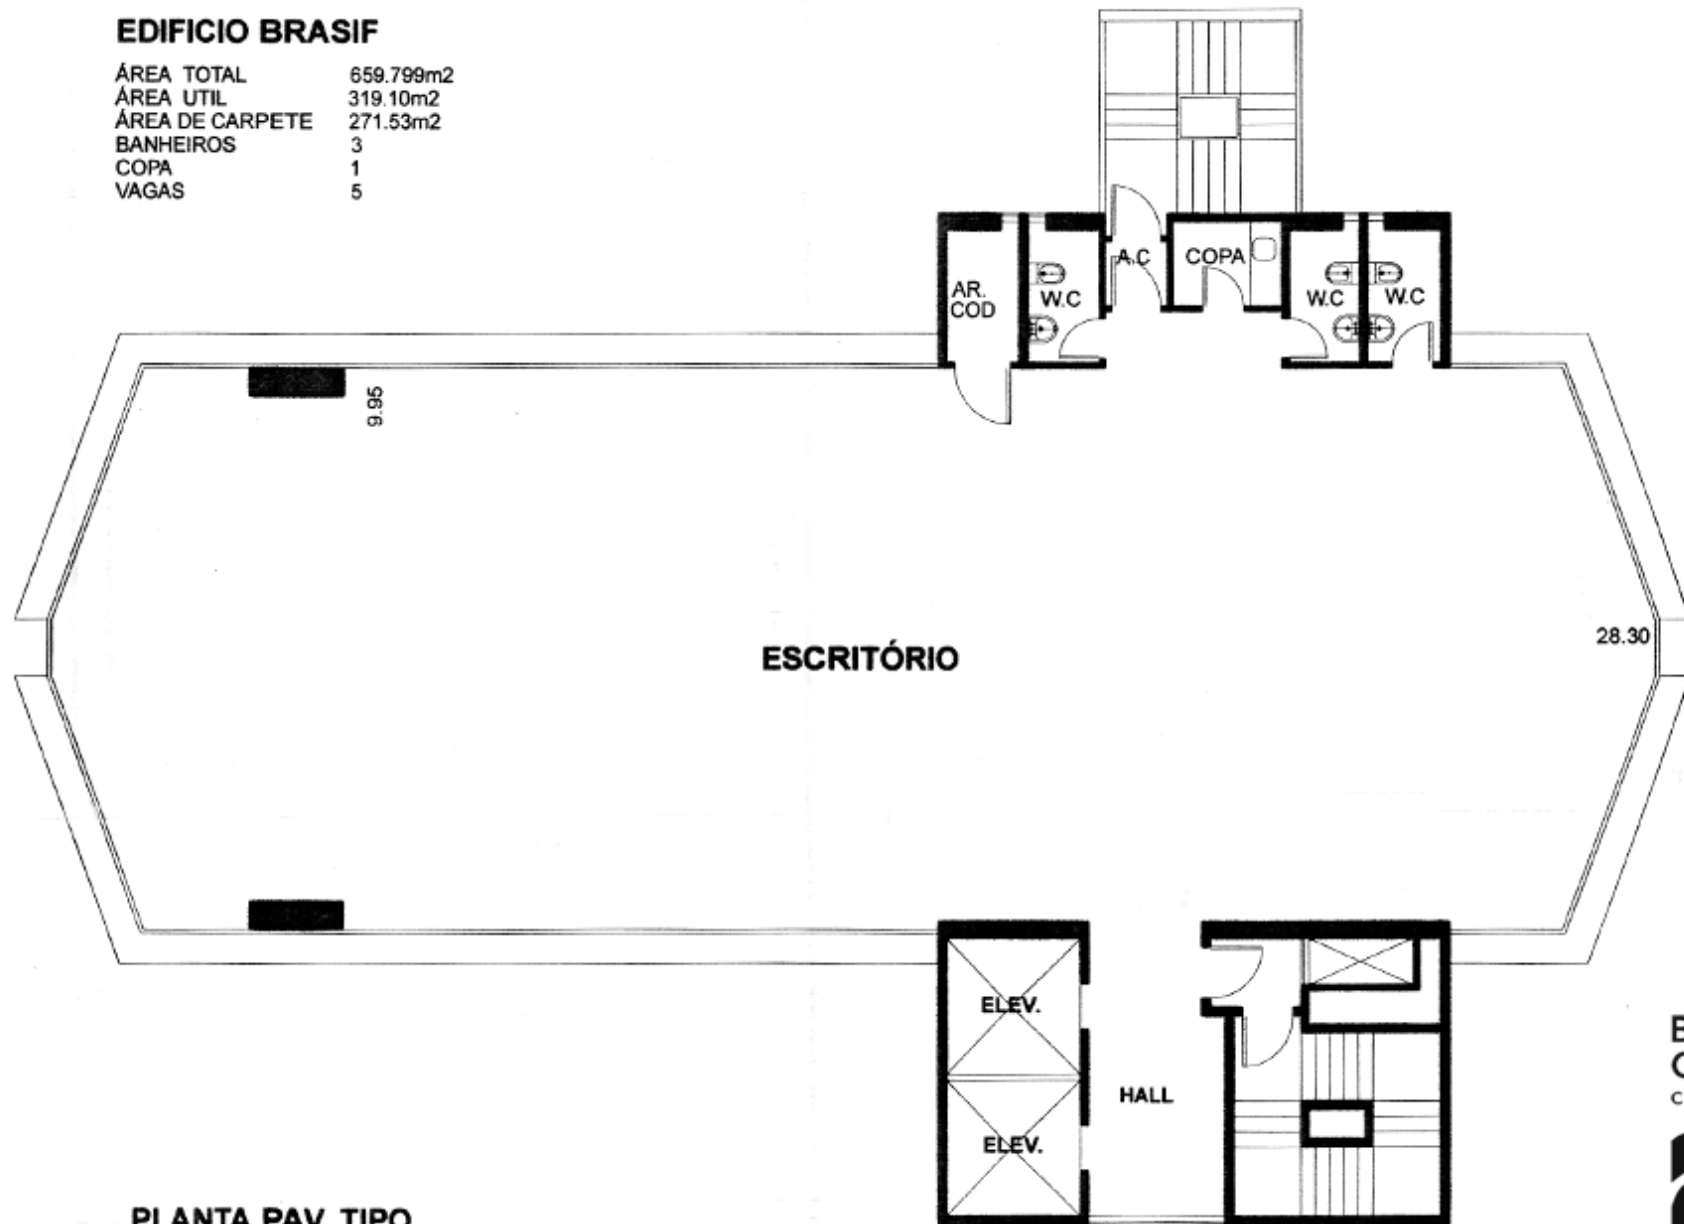 EDIFICIO BRASIF
ÁREA TOTAL 659.799m2
ÁREA UTIL 319.10m2
ÁREA DE CARPETE 271.53m2
BANHEIROS 3
COPA 1
VAGAS 5
A.C
COPA
AR.
COD
W.C
W.C
W.C
9.95
28.30
ESCRITÓRIO
ELEV.
HALL
ELEV.
PLANTA PAV. TIPO